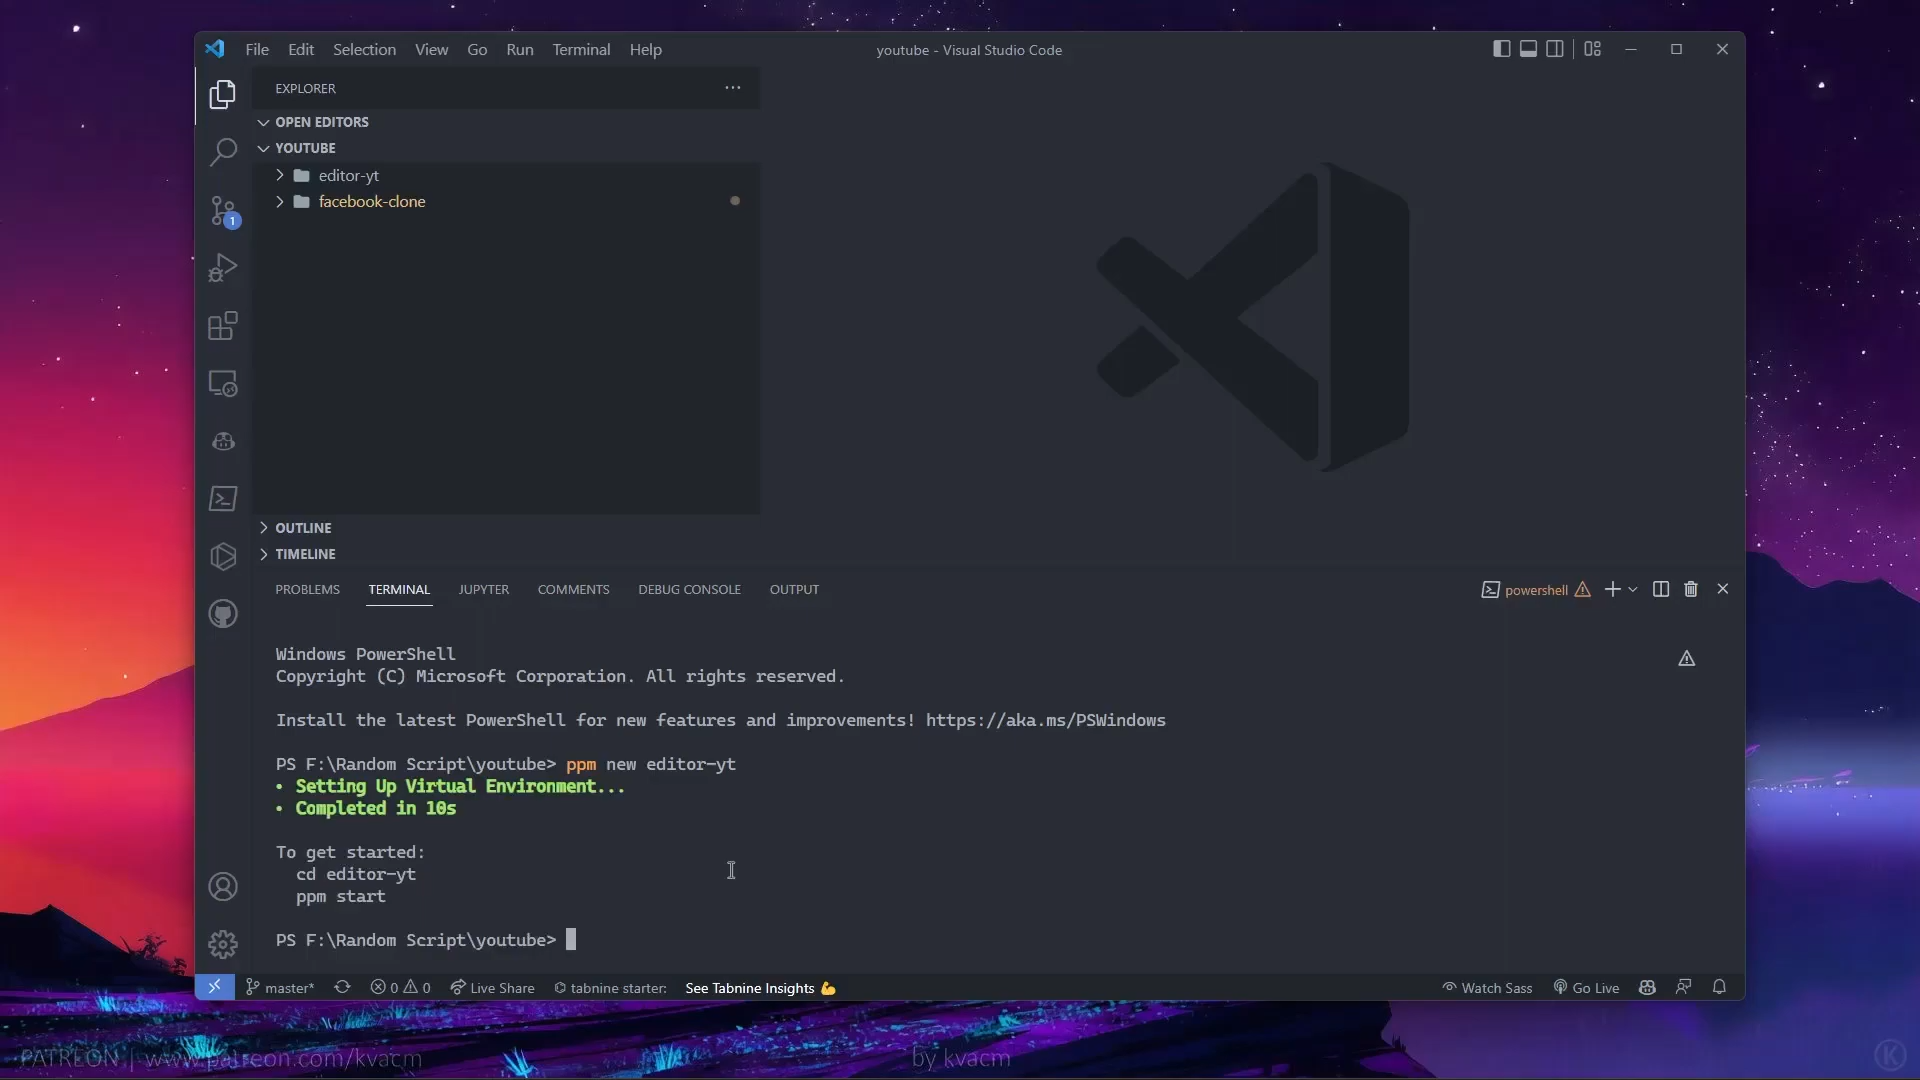 File Edit Selection View Go Run Terminal Help
youtube - Visual Studio Code
EXPLORER
OPEN EDITORS
YOUTUBE
editor-yt
facebook-clone
1
OUTLINE
TIMELINE
PROBLEMS TERMINAL JUPYTER COMMENTS DEBUG CONSOLE OUTPUT
powershell
Windows PowerShell
Copyright (C) Microsoft Corporation. All rights reserved.
Install the latest PowerShell for new features and improvements! https://aka.ms/PSWindows
PS F:\Random Script\youtube> ppm new editor-yt
• Setting Up Virtual Environment...
• Completed in 10s
To get started:
cd editor-yt
ppm start
PS F:\Random Script\youtube>
master* 0 0 Live Share tabnine starter: See Tabnine Insights 💪 Watch Sass Go Live
PATREON | www.patreon.com/kvacm
by kvacm
K